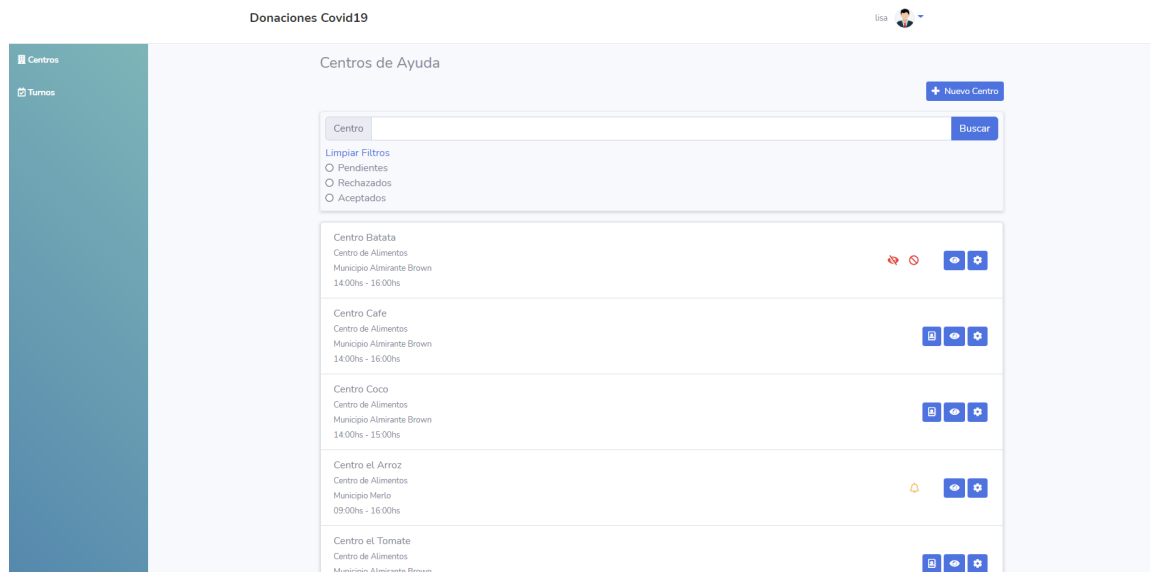 Donaciones Covid19
lisa
Centros
Turnos
Centros de Ayuda
Nuevo Centro
Centro
Buscar
Limpiar Filtros
Pendientes
Rechazados
Aceptados
Centro Batata
Centro de Alimentos
Municipio Almirante Brown
14:00hs - 16:00hs
Centro Cafe
Centro de Alimentos
Municipio Almirante Brown
14:00hs - 16:00hs
Centro Coco
Centro de Alimentos
Municipio Almirante Brown
14:00hs - 15:00hs
Centro el Arroz
Centro de Alimentos
Municipio Merlo
09:00hs - 16:00hs
Centro el Tomate
Centro de Alimentos
Municipio Almirante Brown